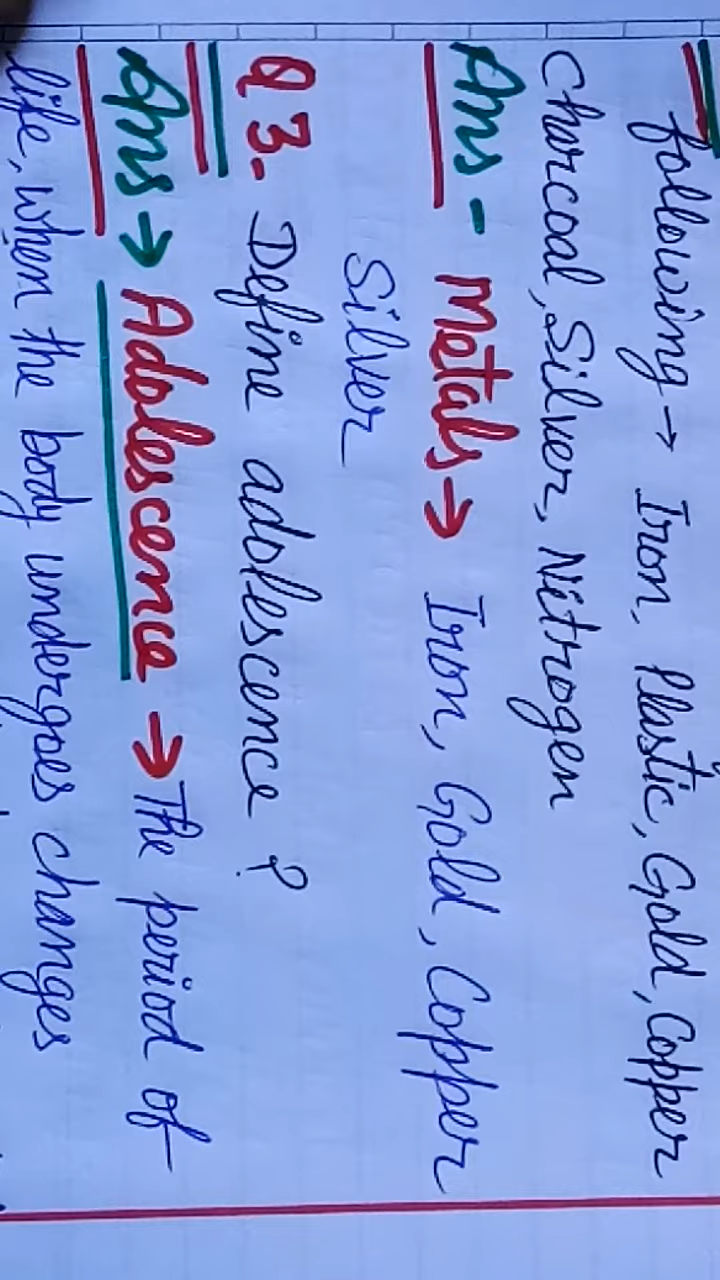 following → Iron, Plastic, Gold, Copper
Charcoal, Silver, Nitrogen
Ans - Metals → Iron, Gold, Copper
Silver
Q 3. Define adolescence ?
Ans → Adolescence → The period of
life, when the body undergoes changes